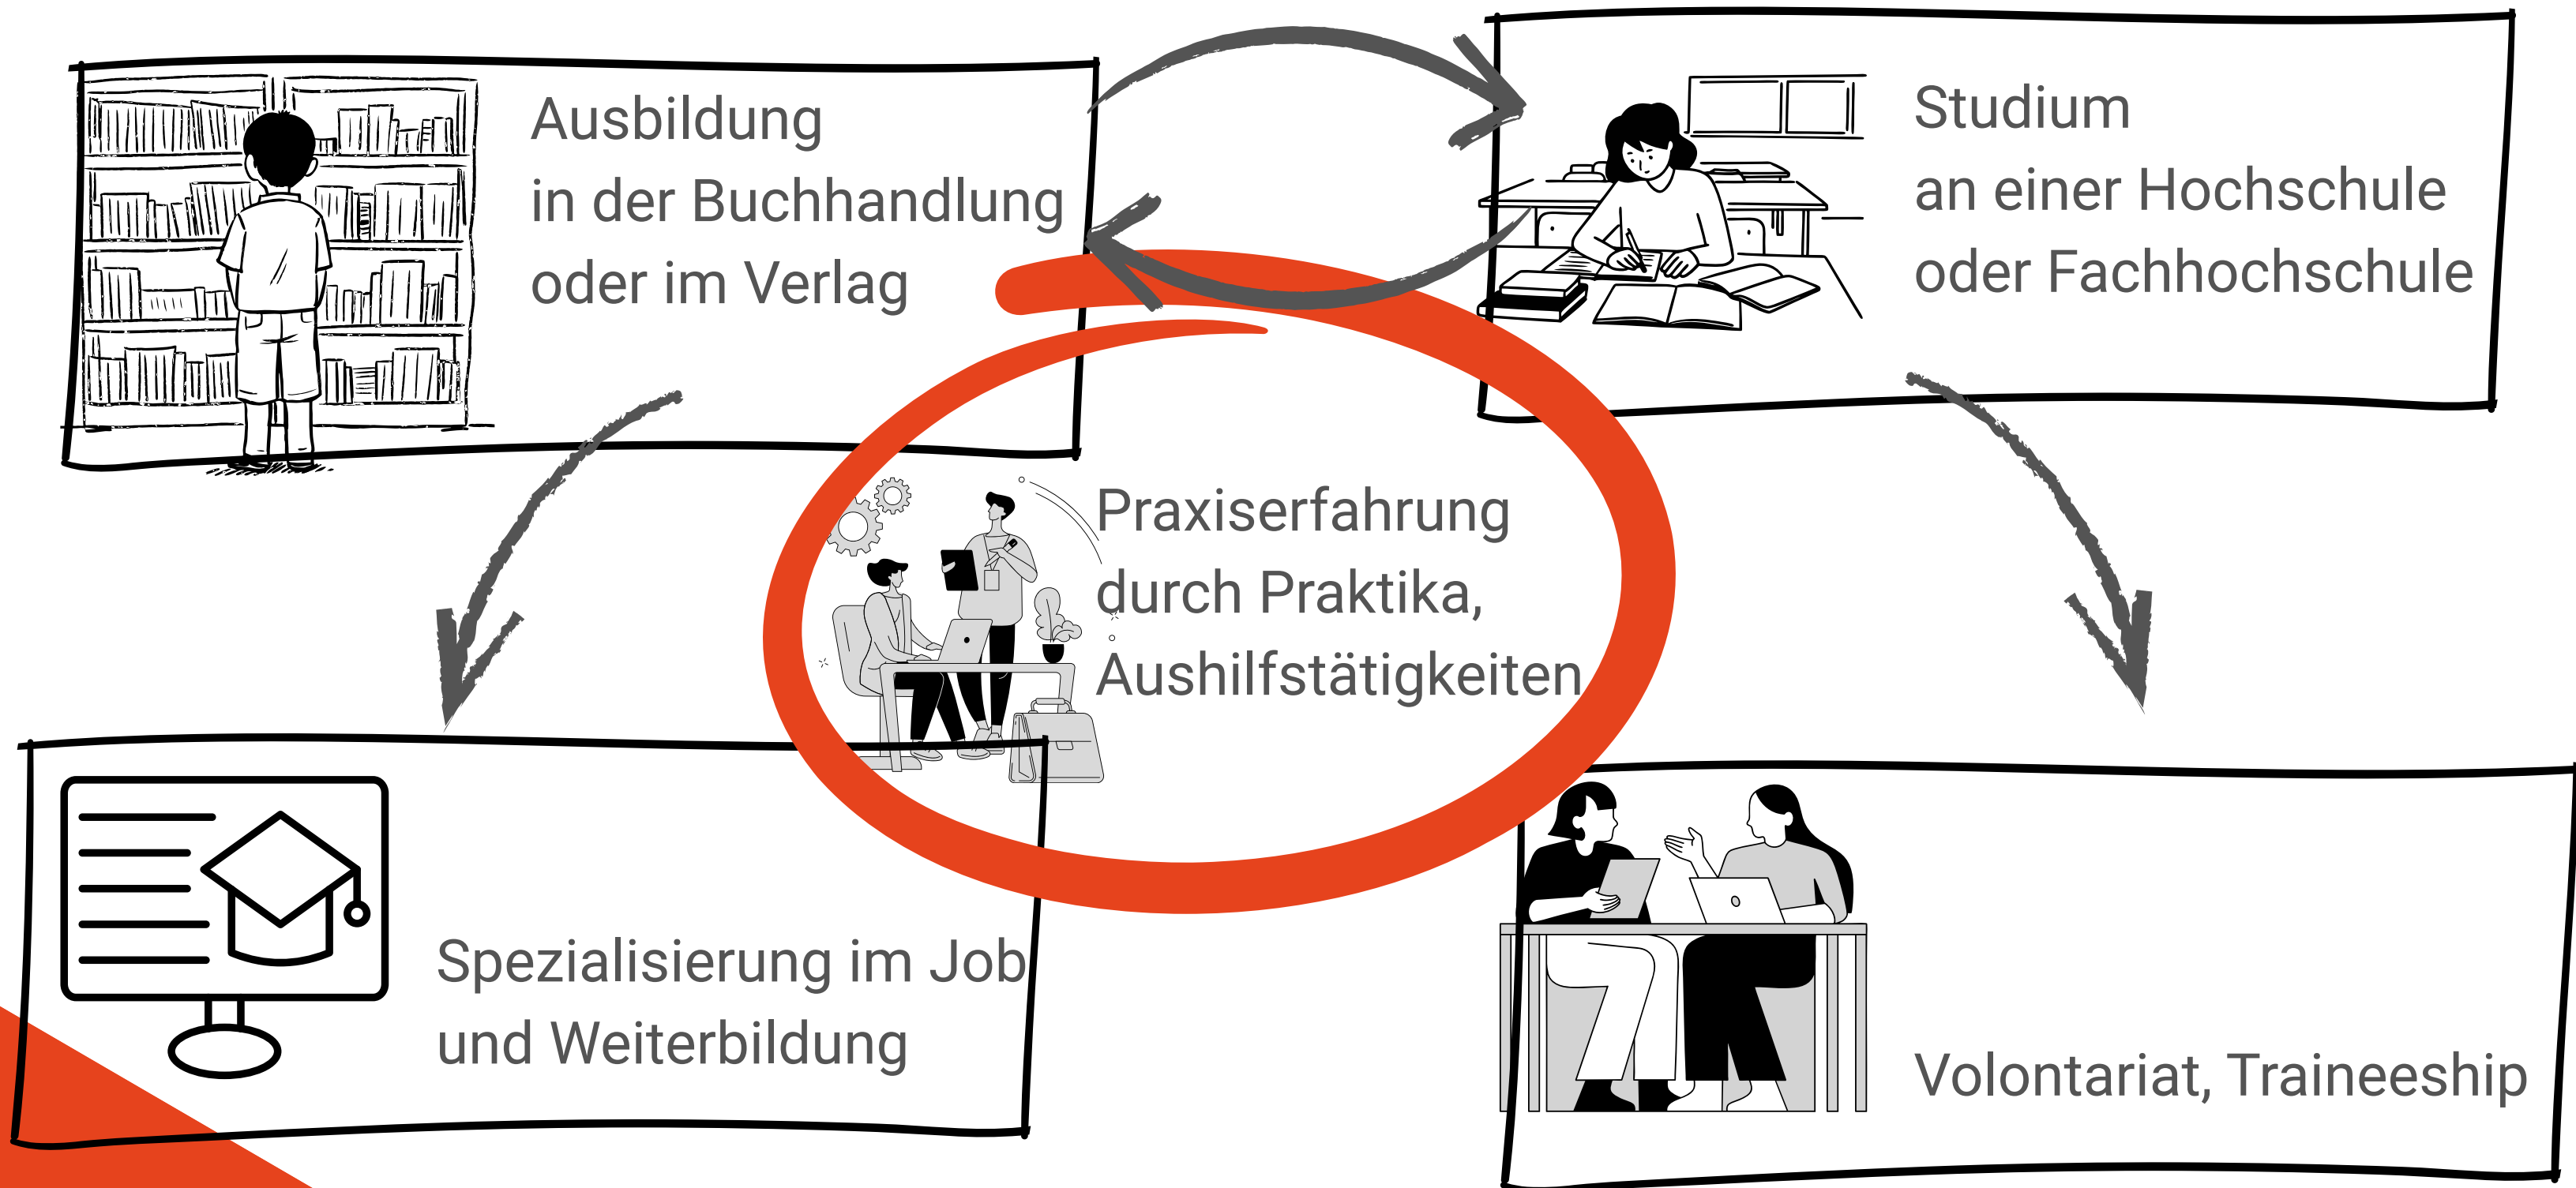 Ausbildung
in der Buchhandlung
oder im Verlag
Studium
an einer Hochschule
oder Fachhochschule
Praxiserfahrung
durch Praktika,
Aushilfstätigkeiten
Spezialisierung im Job
und Weiterbildung
Volontariat, Traineeship